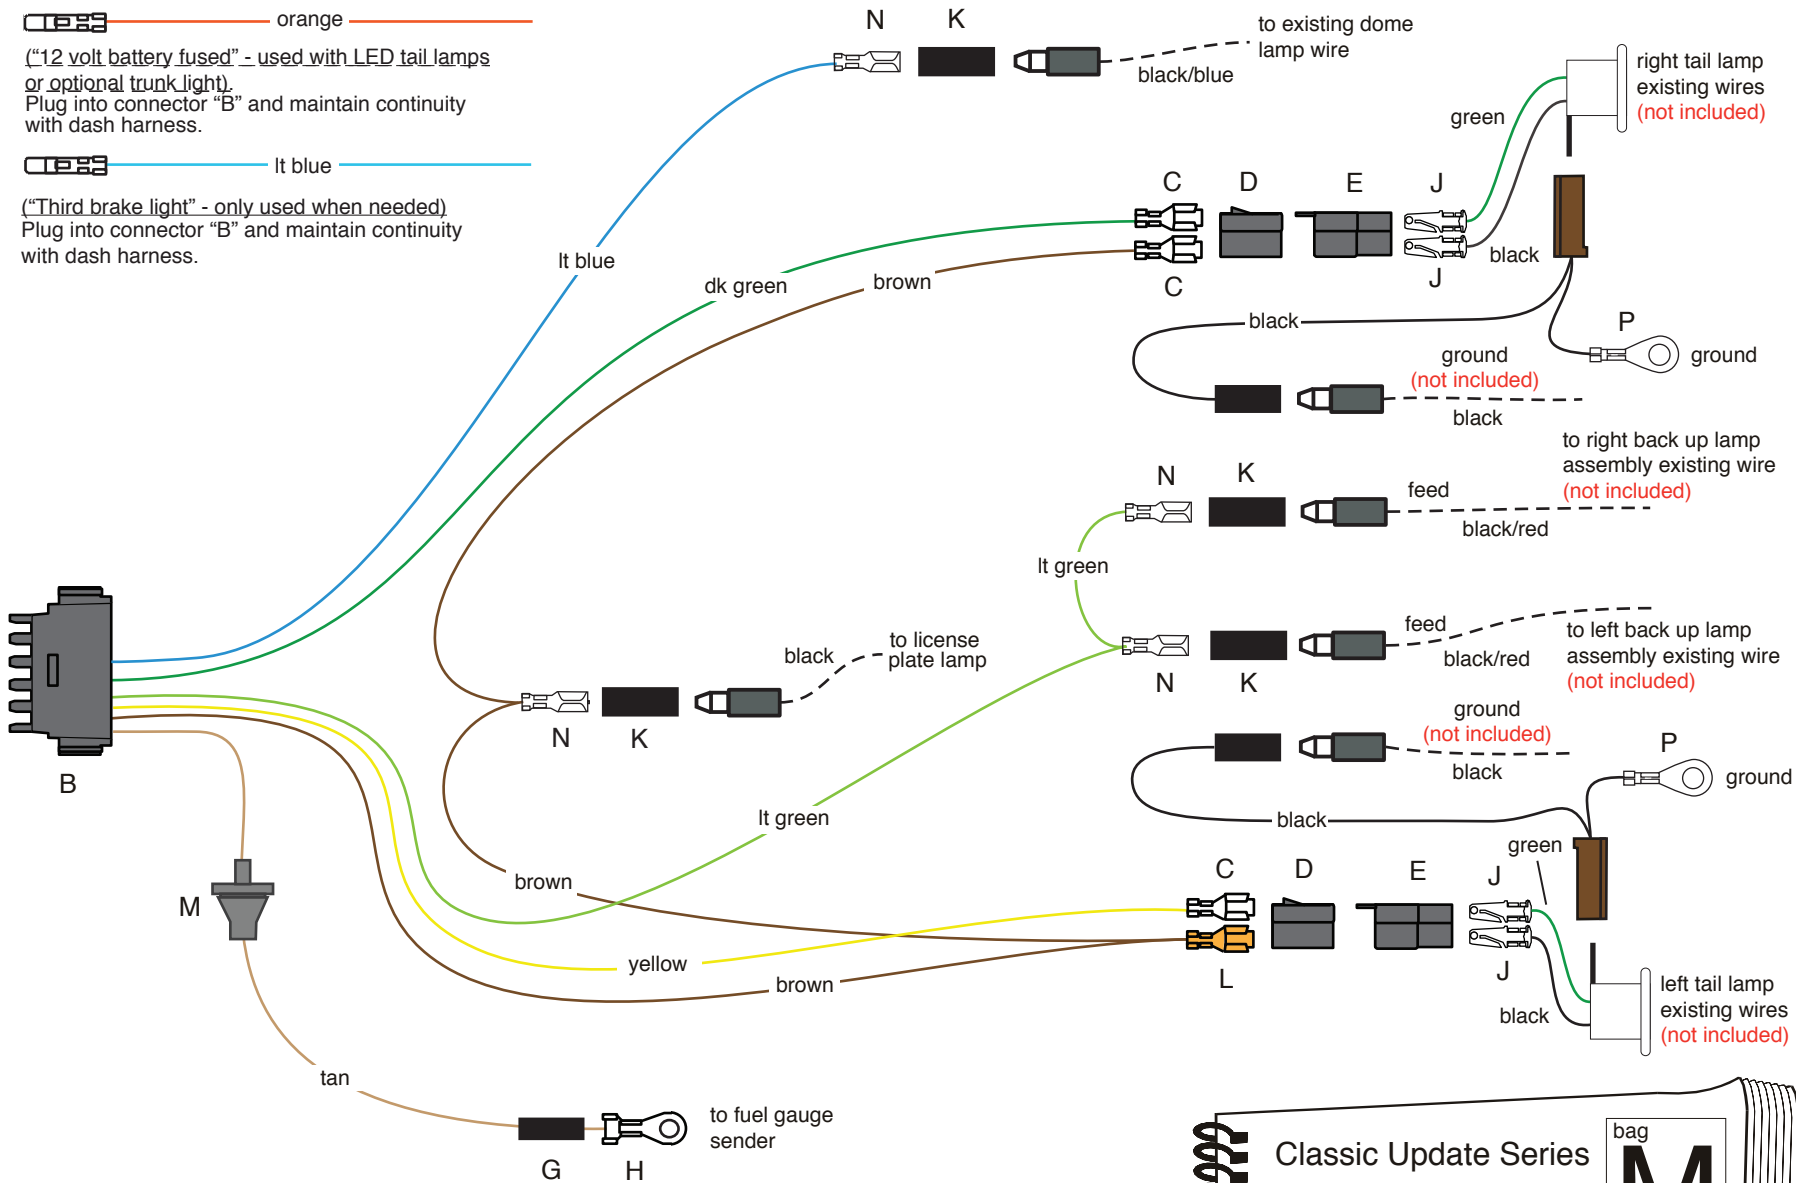 orange
(“12 volt battery fused” - used with LED tail lamps
or optional trunk light).
Plug into connector “B” and maintain continuity
with dash harness.
lt blue
(“Third brake light” - only used when needed)
Plug into connector “B” and maintain continuity
with dash harness.
N
K
to existing dome
lamp wire
black/blue
right tail lamp
existing wires
(not included)
green
C
D
E
J
lt blue
dk green
brown
black
C
J
black
P
ground
ground
(not included)
black
to right back up lamp
assembly existing wire
(not included)
N
K
feed
black/red
lt green
feed
to left back up lamp
assembly existing wire
(not included)
black/red
N
K
black
to license
plate lamp
N
K
ground
(not included)
black
P
ground
B
lt green
black
green
brown
C
D
E
J
M
yellow
brown
L
J
black
left tail lamp
existing wires
(not included)
tan
to fuel gauge
sender
G
H
Classic Update Series
bag
M